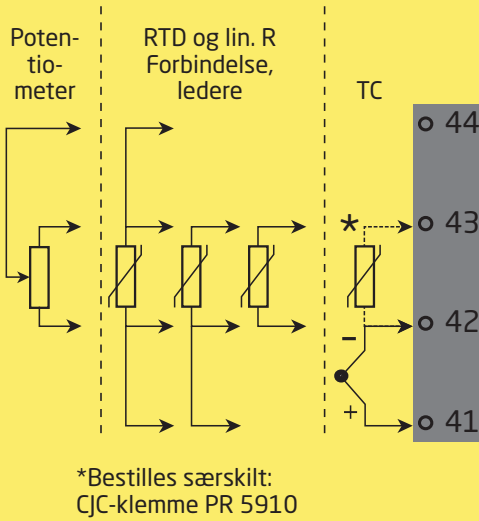 Poten-
tio-
meter
RTD og lin. R
Forbindelse,
ledere
TC
44
* 43
42
-
+ 41
*Bestilles særskilt:
CJC-klemme PR 5910